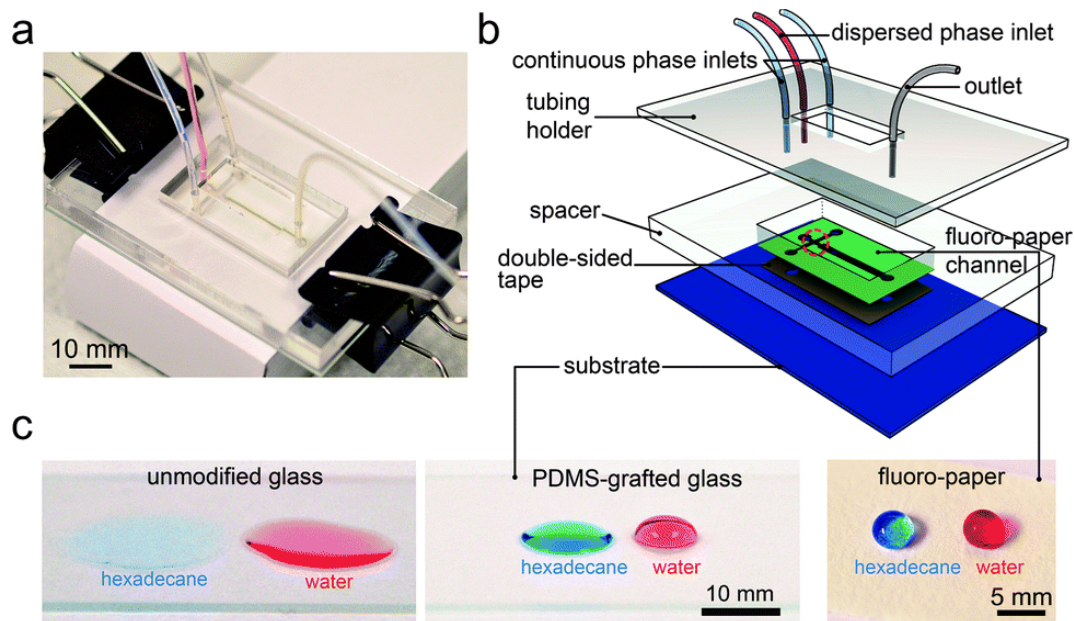 a
10 mm
b
dispersed phase inlet
continuous phase inlets
outlet
tubing
holder
spacer
fluoro-paper
channel
double-sided
tape
substrate
c
unmodified glass
hexadecane
water
PDMS-grafted glass
hexadecane
water
10 mm
fluoro-paper
hexadecane
water
5 mm